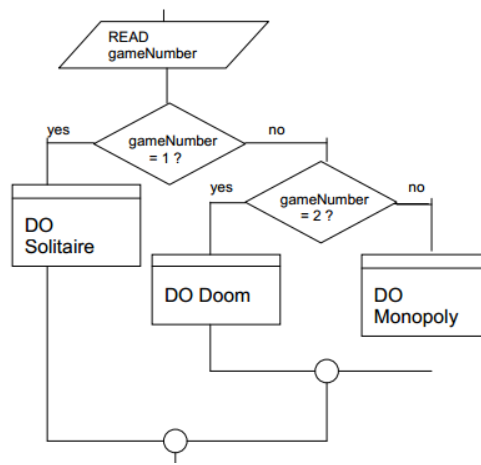 READ
gameNumber
yes
no
gameNumber
= 1 ?
yes
no
gameNumber
= 2 ?
DO
Solitaire
DO Doom
DO
Monopoly